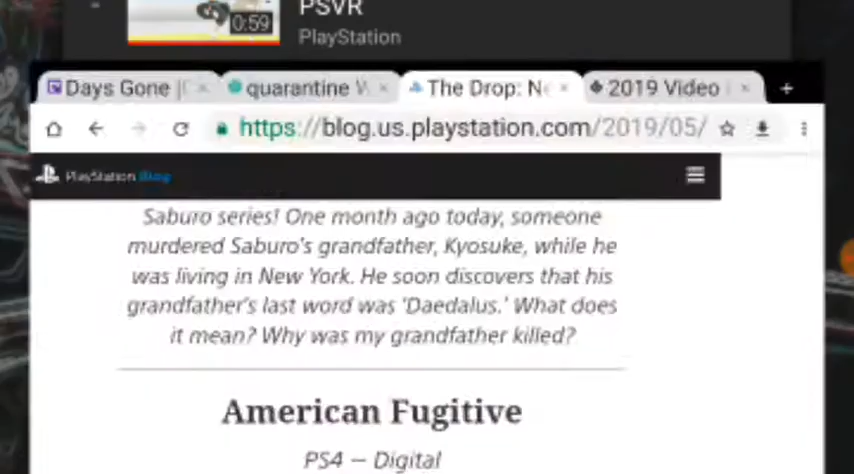 PSVR
0:59
PlayStation
Days Gone |
quarantine
The Drop: Ne
2019 Video
https://blog.us.playstation.com/2019/05/
PlayStation Blog
Saburo series! One month ago today, someone
murdered Saburo's grandfather, Kyosuke, while he
was living in New York. He soon discovers that his
grandfather's last word was 'Daedalus.' What does
it mean? Why was my grandfather killed?
American Fugitive
PS4 — Digital